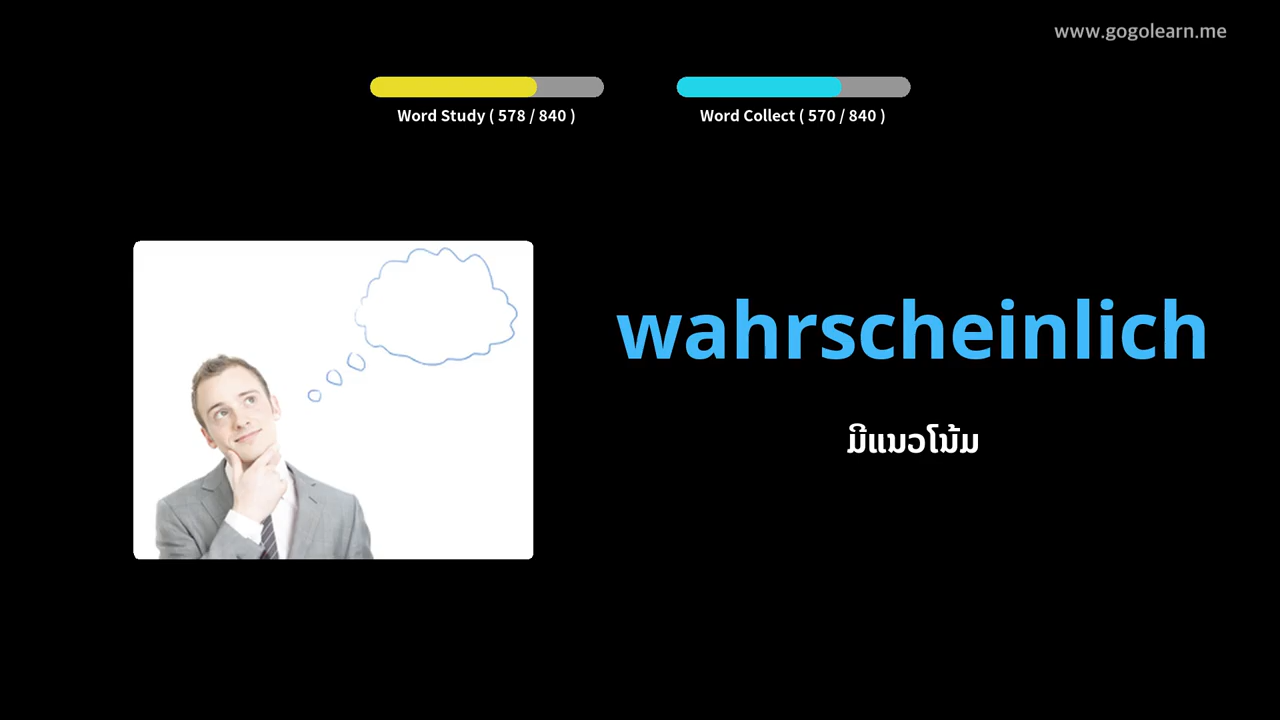 www.gogolearn.me
Word Study ( 578 / 840 )
Word Collect ( 570 / 840 )
wahrscheinlich
ມີແນວໂນ້ມ